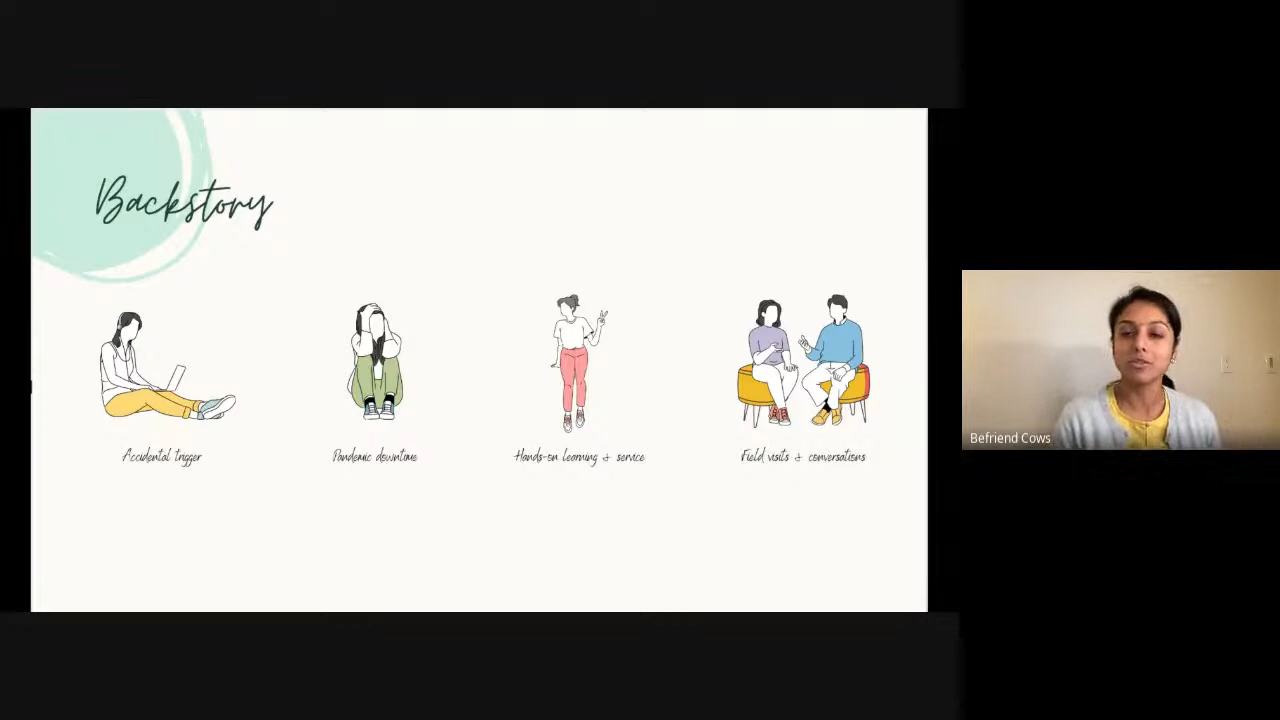 Backstory
Accidental trigger
Pandemic downtime
Hands-on learning + service
Field visits + conversations
Befriend Cows